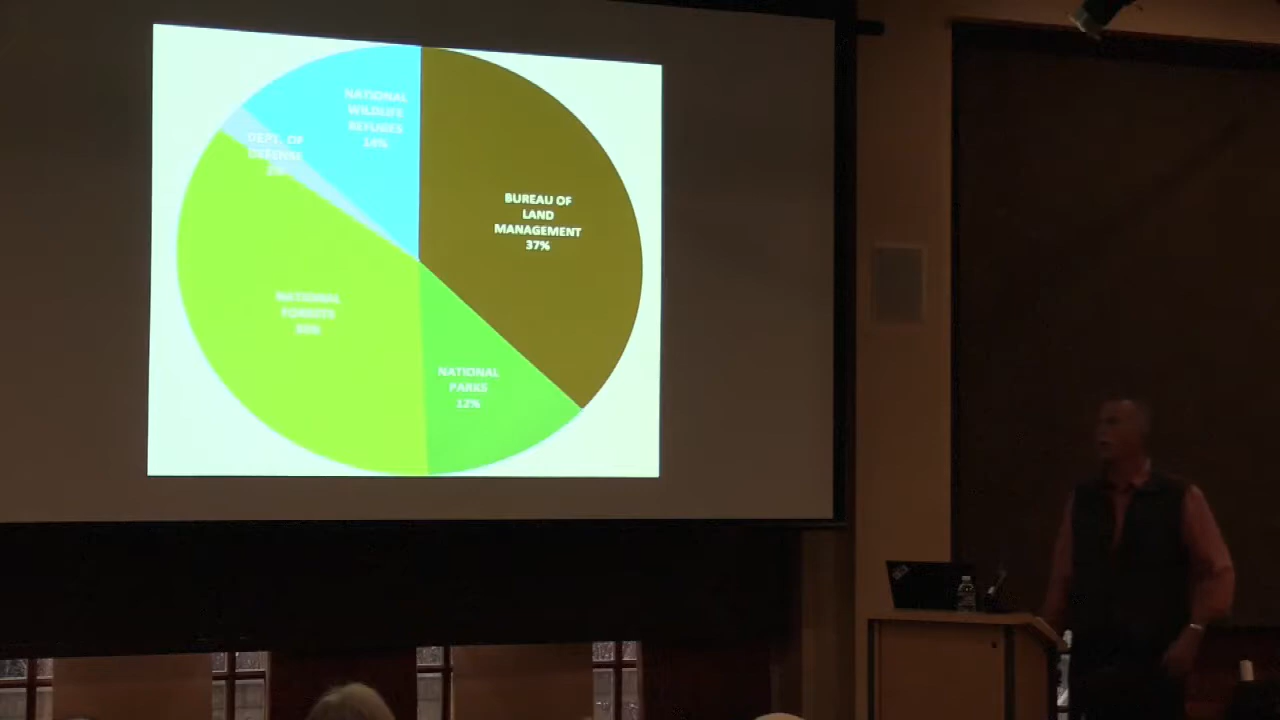 NATIONAL
WILDLIFE
REFUGES
14%
DEPT. OF
DEFENSE
BUREAU OF
LAND
MANAGEMENT
37%
NATIONAL
FORESTS
NATIONAL
PARKS
12%